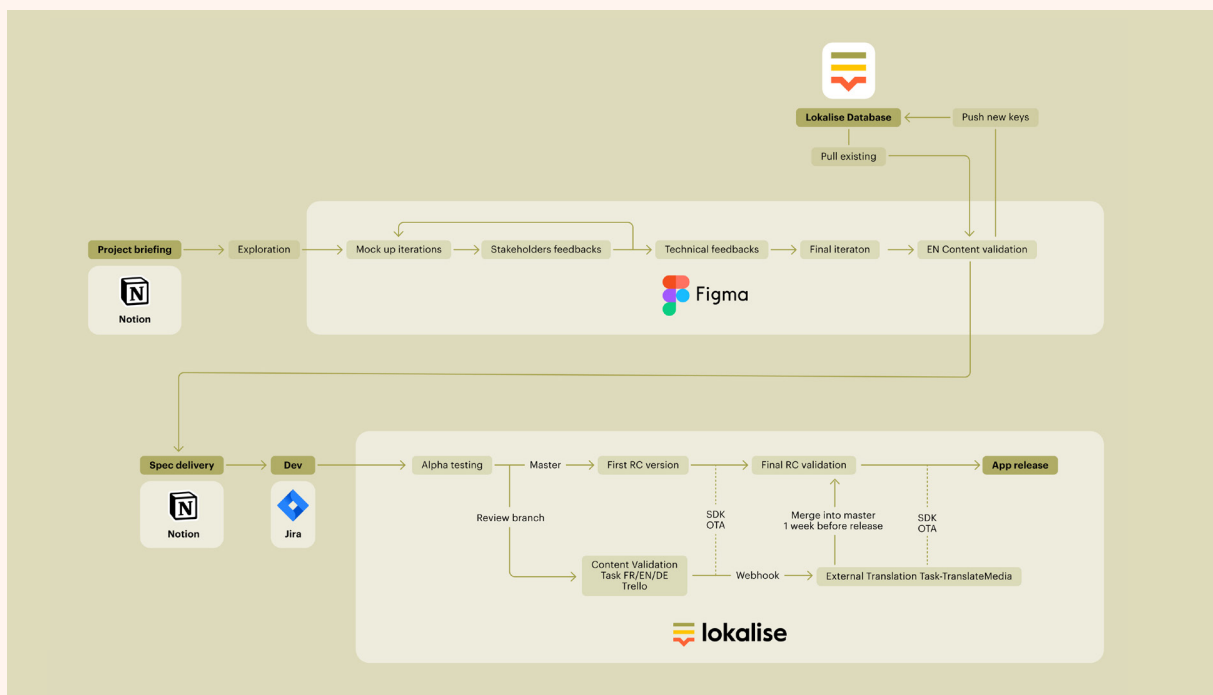 Lokalise Database
Push new keys
Pull existing
Project briefing
Exploration
Mock up iterations
Stakeholders feedbacks
Technical feedbacks
Final iteraton
EN Content validation
N
Notion
Figma
Spec delivery
Dev
Alpha testing
Master
First RC version
Final RC validation
App release
N
Notion
Jira
Review branch
SDK
OTA
Merge into master
1 week before release
SDK
OTA
Content Validation
Task FR/EN/DE
Trello
Webhook
External Translation Task-TranslateMedia
lokalise